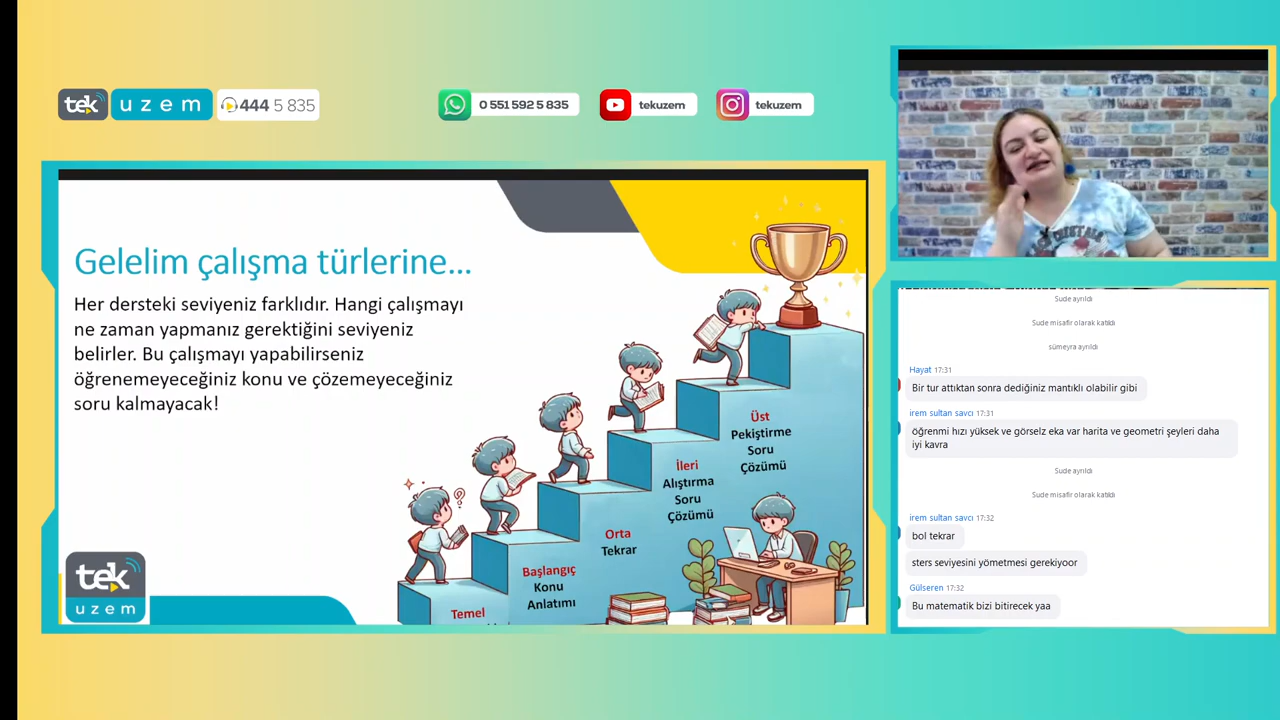 tek uzem 444 5 835
0 551 592 5 835
tekuzem
tekuzem
Gelelim çalışma türlerine...
Her dersteki seviyeniz farklıdır. Hangi çalışmayı
ne zaman yapmanız gerektiğini seviyeniz
belirler. Bu çalışmayı yapabilirseniz
öğrenemeyeceğiniz konu ve çözemeyeceğiniz
soru kalmayacak!
Üst
Pekiştirme
Soru
Çözümü
İleri
Alıştırma
Soru
Çözümü
Orta
Tekrar
Başlangıç
Konu
Anlatımı
Temel
tek
uzem
Sude ayrıldı
Sude misafir olarak katıldı
sümeyra ayrıldı
Hayat 17:31
Bir tur attıktan sonra dediğiniz mantıklı olabilir gibi
irem sultan savcı 17:31
öğrenmi hızı yüksek ve görselz eka var harita ve geometri şeyleri daha
iyi kavra
Sude ayrıldı
Sude misafir olarak katıldı
irem sultan savcı 17:32
bol tekrar
sters seviyesini yömetmesi gerekiyoor
Gülseren 17:32
Bu matematik bizi bitirecek yaa